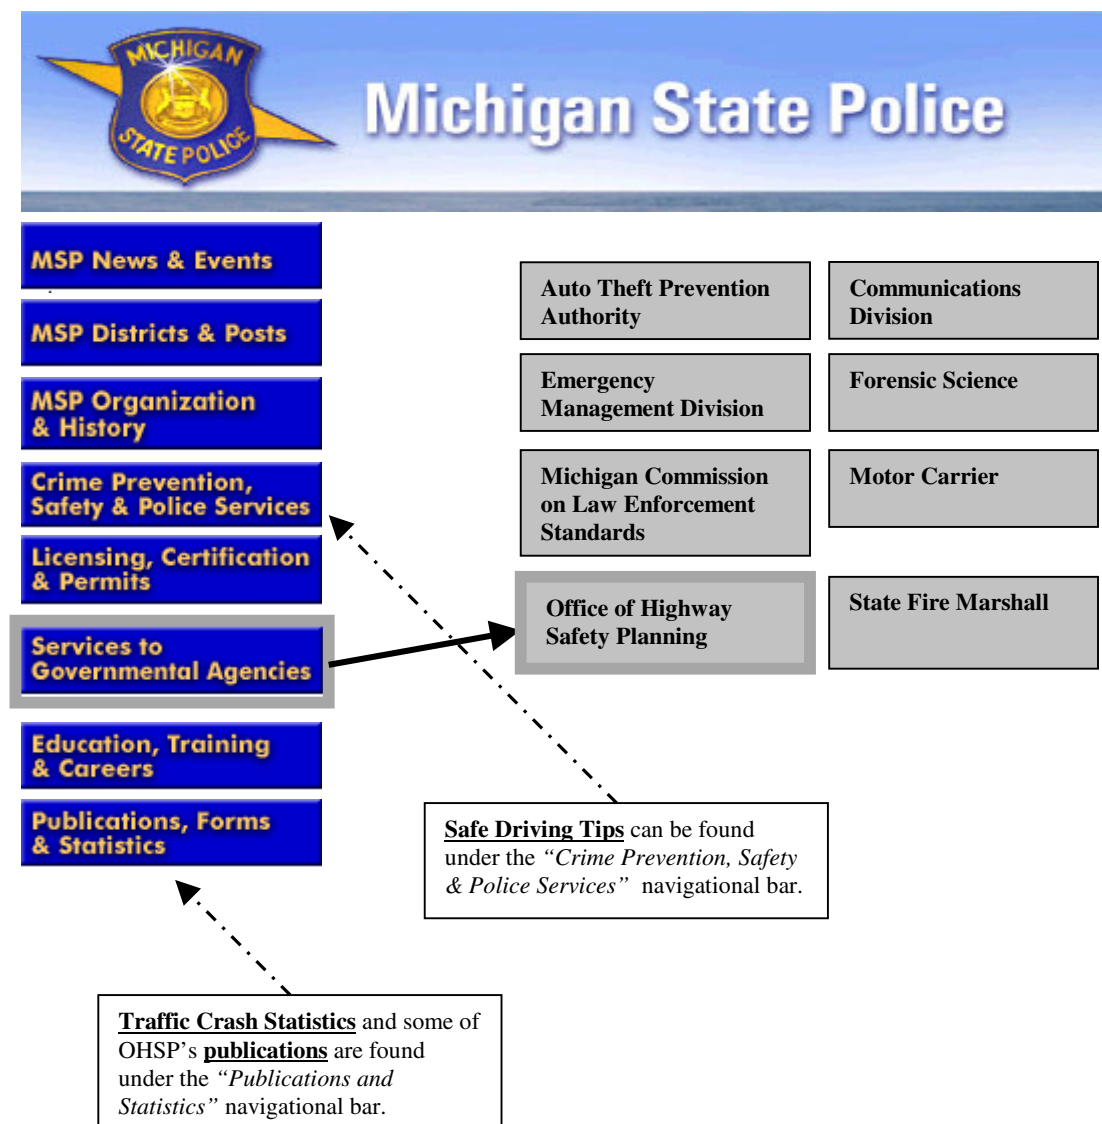 MICHIGAN
STATE POLICE
Michigan State Police
MSP News & Events
MSP Districts & Posts
MSP Organization
& History
Crime Prevention,
Safety & Police Services
Licensing, Certification
& Permits
Services to
Governmental Agencies
Education, Training
& Careers
Publications, Forms
& Statistics
Auto Theft Prevention
Authority
Communications
Division
Emergency
Management Division
Forensic Science
Michigan Commission
on Law Enforcement
Standards
Motor Carrier
Office of Highway
Safety Planning
State Fire Marshall
Safe Driving Tips can be found
under the “Crime Prevention, Safety
& Police Services” navigational bar.
Traffic Crash Statistics and some of
OHSP’s publications are found
under the “Publications and
Statistics” navigational bar.